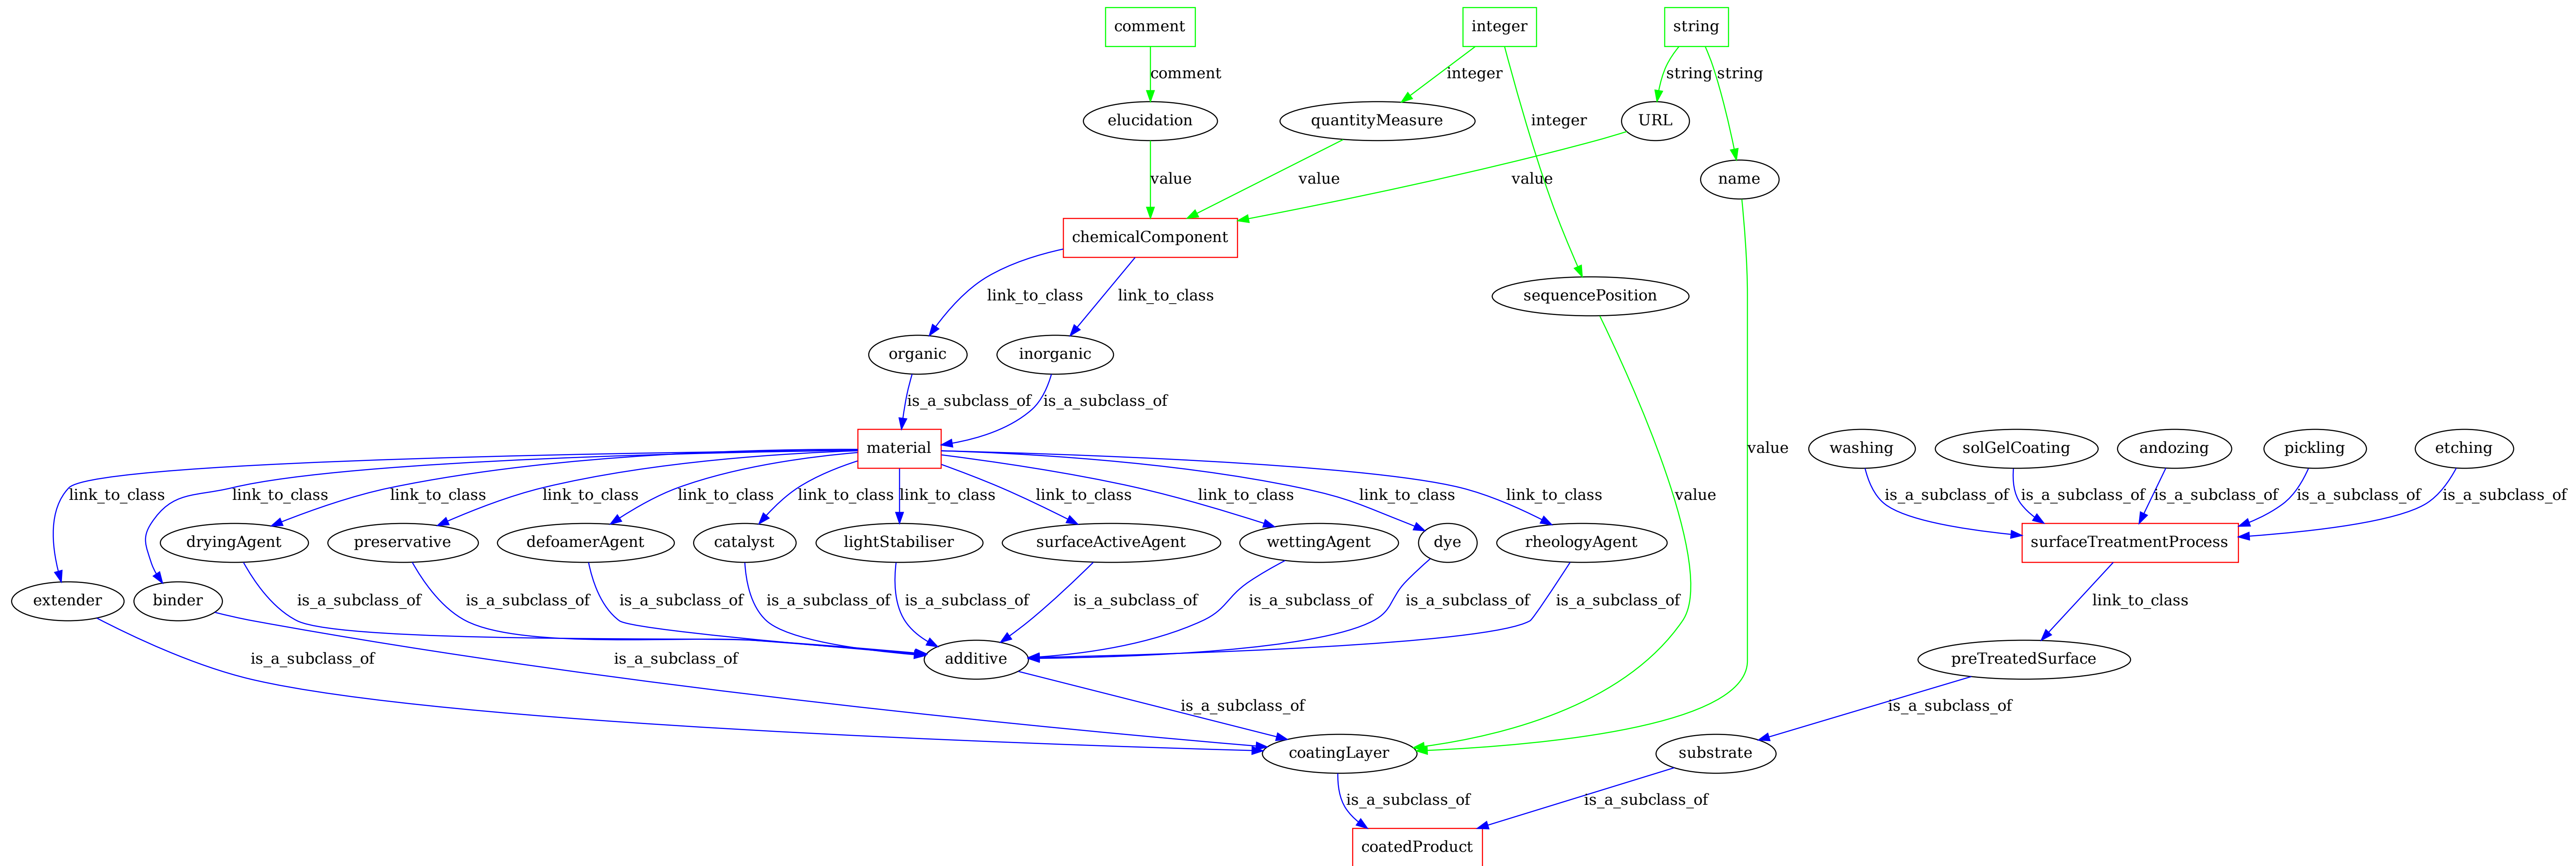 comment
integer
string
comment
integer
string
string
elucidation
quantityMeasure
integer
URL
value
value
value
name
chemicalComponent
link_to_class
link_to_class
sequencePosition
organic
inorganic
is_a_subclass_of
is_a_subclass_of
material
value
washing
solGelCoating
andozing
pickling
etching
link_to_class
link_to_class
link_to_class
link_to_class
link_to_class
link_to_class
link_to_class
link_to_class
link_to_class
link_to_class
link_to_class
value
is_a_subclass_of
is_a_subclass_of
is_a_subclass_of
is_a_subclass_of
is_a_subclass_of
dryingAgent
preservative
defoamerAgent
catalyst
lightStabiliser
surfaceActiveAgent
wettingAgent
dye
rheologyAgent
surfaceTreatmentProcess
extender
binder
is_a_subclass_of
is_a_subclass_of
is_a_subclass_of
is_a_subclass_of
is_a_subclass_of
is_a_subclass_of
is_a_subclass_of
is_a_subclass_of
is_a_subclass_of
link_to_class
is_a_subclass_of
is_a_subclass_of
additive
preTreatedSurface
is_a_subclass_of
is_a_subclass_of
coatingLayer
substrate
is_a_subclass_of
is_a_subclass_of
coatedProduct